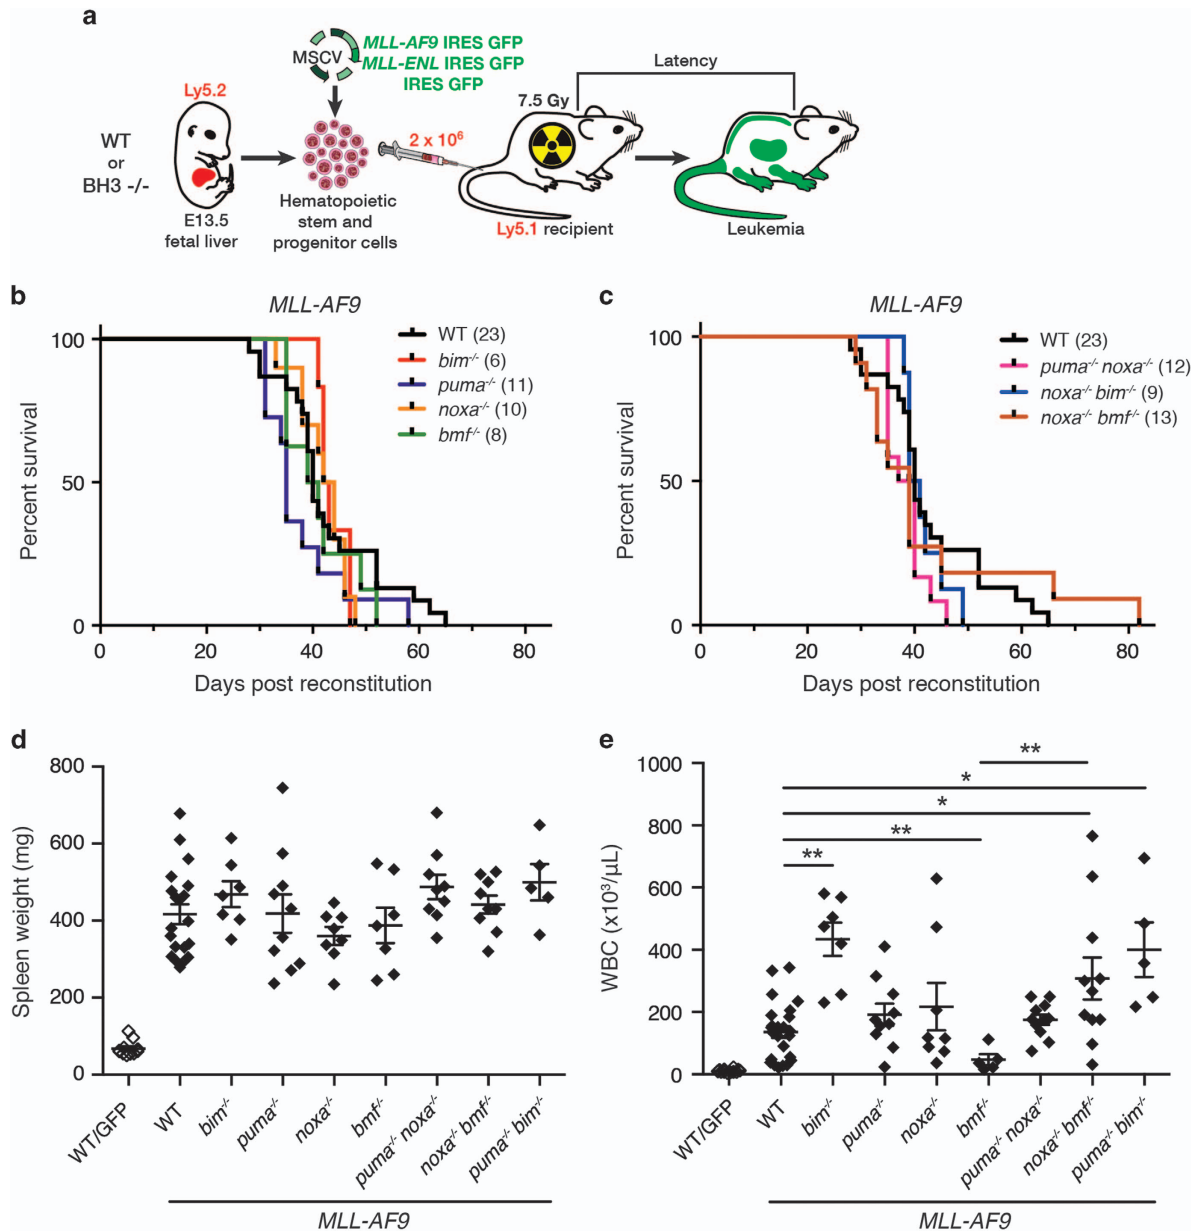 a
Ly5.2
WT
or
BH3 -/-
E13.5
fetal liver
MSCV
MLL-AF9 IRES GFP
MLL-ENL IRES GFP
IRES GFP
Hematopoietic
stem and
progenitor cells
2 x 10⁶
7.5 Gy
Latency
Ly5.1 recipient
Leukemia
b
MLL-AF9
WT (23)
bim⁻/⁻ (6)
puma⁻/⁻ (11)
noxa⁻/⁻ (10)
bmf⁻/⁻ (8)
Percent survival
100
50
0
0 20 40 60 80
Days post reconstitution
c
MLL-AF9
WT (23)
puma⁻/⁻ noxa⁻/⁻ (12)
noxa⁻/⁻ bim⁻/⁻ (9)
noxa⁻/⁻ bmf⁻/⁻ (13)
Percent survival
100
50
0
0 20 40 60 80
Days post reconstitution
d
Spleen weight (mg)
800
600
400
200
0
WT/GFP
WT
bim⁻/⁻
puma⁻/⁻
noxa⁻/⁻
bmf⁻/⁻
puma⁻/⁻ noxa⁻/⁻
noxa⁻/⁻ bmf⁻/⁻
puma⁻/⁻ bim⁻/⁻
MLL-AF9
e
WBC (x10³/µL)
1000
800
600
400
200
0
**
*
*
**
**
WT/GFP
WT
bim⁻/⁻
puma⁻/⁻
noxa⁻/⁻
bmf⁻/⁻
puma⁻/⁻ noxa⁻/⁻
noxa⁻/⁻ bmf⁻/⁻
puma⁻/⁻ bim⁻/⁻
MLL-AF9